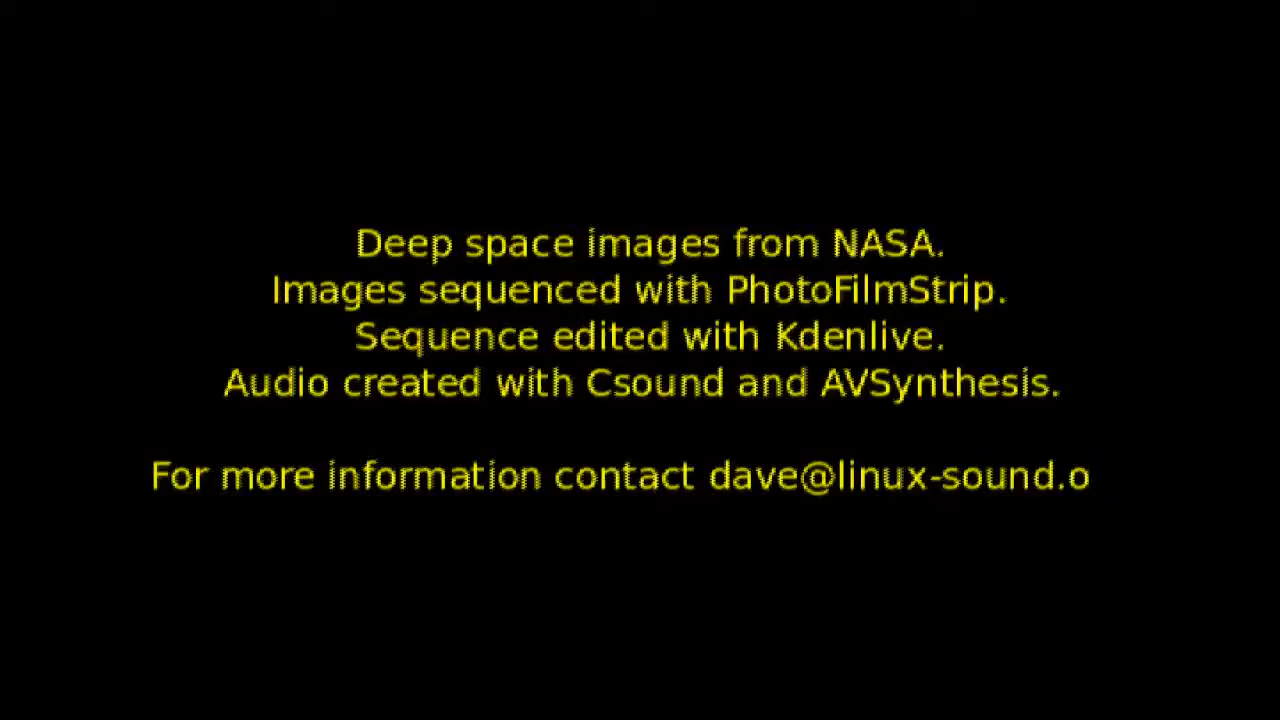 Deep space images from NASA.
Images sequenced with PhotoFilmStrip.
Sequence edited with Kdenlive.
Audio created with Csound and AVSynthesis.
For more information contact dave@linux-sound.o